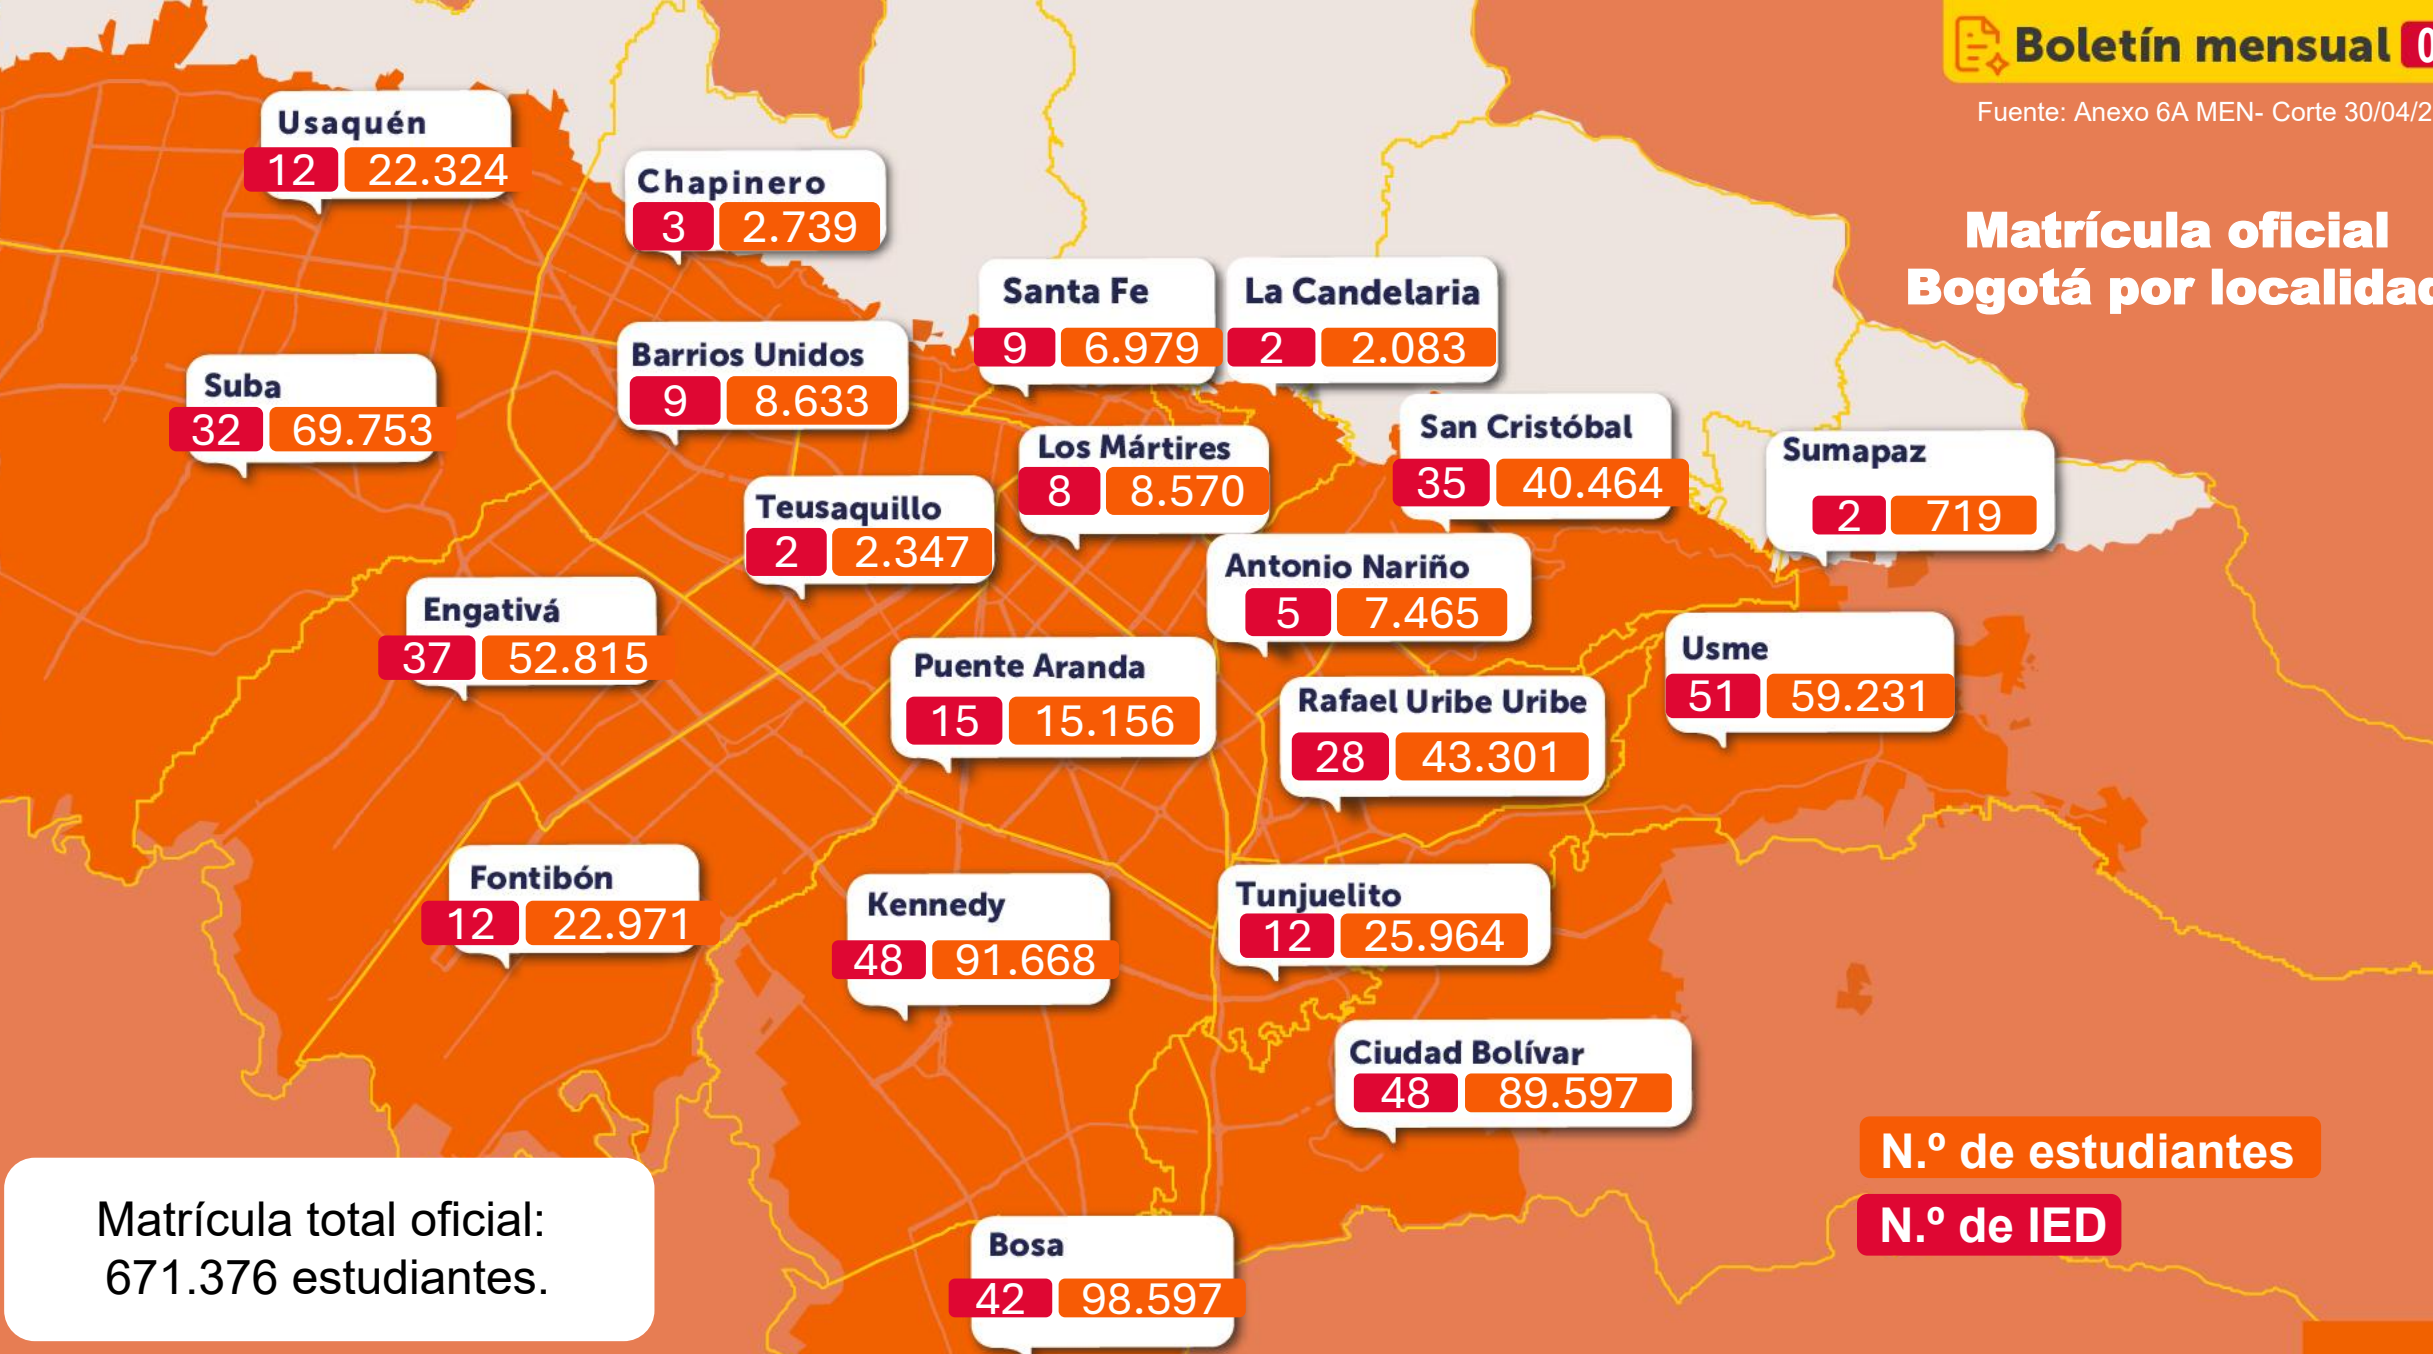 Boletín mensual 0
Fuente: Anexo 6A MEN- Corte 30/04/2
Matrícula oficial
Bogotá por localidad
Usaquén
12 22.324
Chapinero
3 2.739
Santa Fe
9 6.979
La Candelaria
2 2.083
Barrios Unidos
9 8.633
Suba
32 69.753
Los Mártires
8 8.570
San Cristóbal
35 40.464
Sumapaz
2 719
Teusaquillo
2 2.347
Antonio Nariño
5 7.465
Engativá
37 52.815
Puente Aranda
15 15.156
Usme
51 59.231
Rafael Uribe Uribe
28 43.301
Fontibón
12 22.971
Kennedy
48 91.668
Tunjuelito
12 25.964
Ciudad Bolívar
48 89.597
Bosa
42 98.597
N.º de estudiantes
N.º de IED
Matrícula total oficial:
671.376 estudiantes.